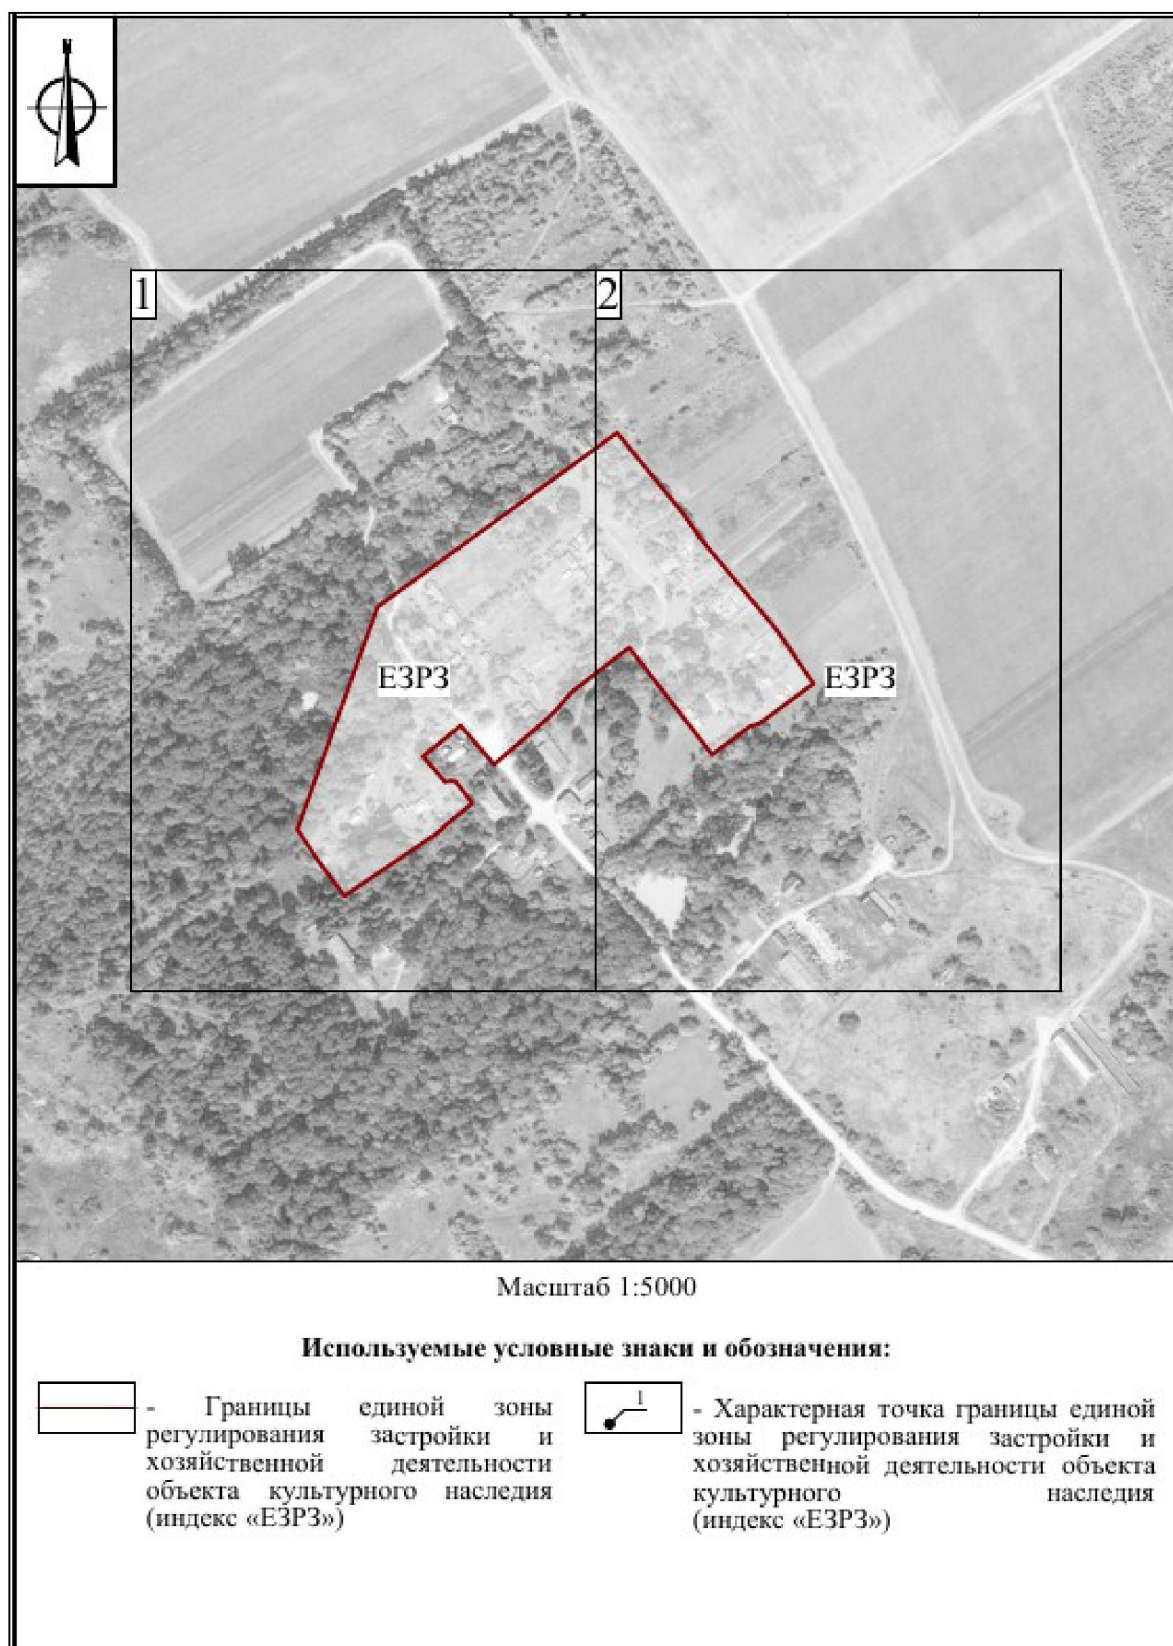 N
1
2
ЕЗРЗ
ЕЗРЗ
Масштаб 1:5000
Используемые условные знаки и обозначения:
- Границы единой зоны
регулирования застройки и
хозяйственной деятельности
объекта культурного наследия
(индекс «ЕЗРЗ»)
1
- Характерная точка границы единой
зоны регулирования застройки и
хозяйственной деятельности объекта
культурного наследия
(индекс «ЕЗРЗ»)